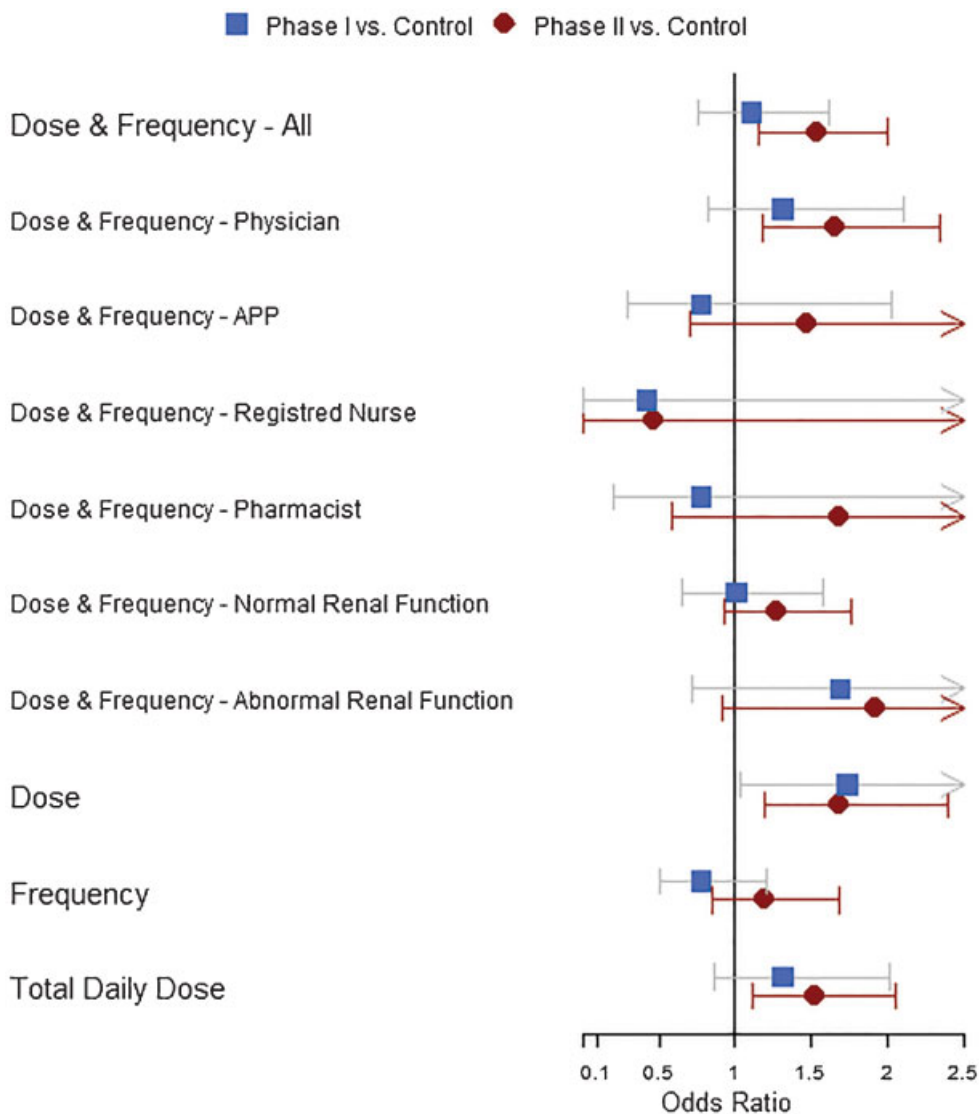 Phase I vs. Control Phase II vs. Control
Dose & Frequency - All
Dose & Frequency - Physician
Dose & Frequency - APP
Dose & Frequency - Registred Nurse
Dose & Frequency - Pharmacist
Dose & Frequency - Normal Renal Function
Dose & Frequency - Abnormal Renal Function
Dose
Frequency
Total Daily Dose
0.1 0.5 1 1.5 2 2.5
Odds Ratio